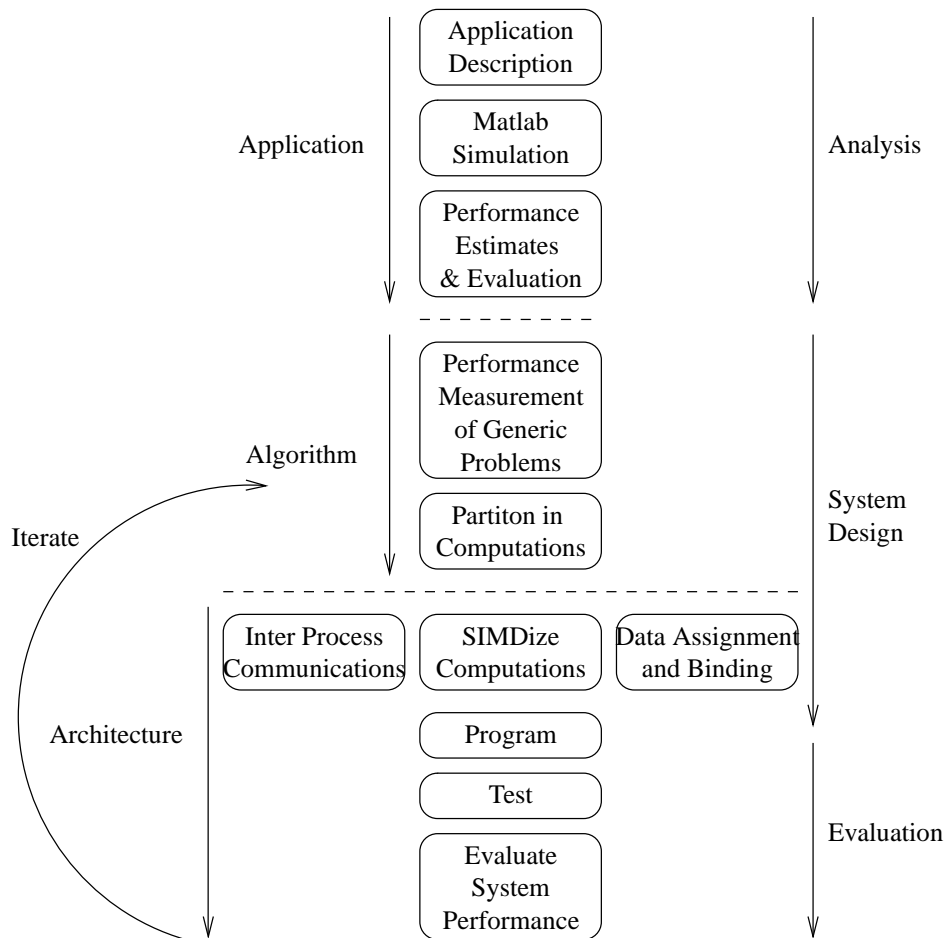 Application
Description
Application
Matlab
Simulation
Analysis
Performance
Estimates
& Evaluation
Performance
Measurement
of Generic
Problems
Algorithm
Iterate
Partiton in
Computations
System
Design
Inter Process
Communications
SIMDize
Computations
Data Assignment
and Binding
Architecture
Program
Test
Evaluation
Evaluate
System
Performance